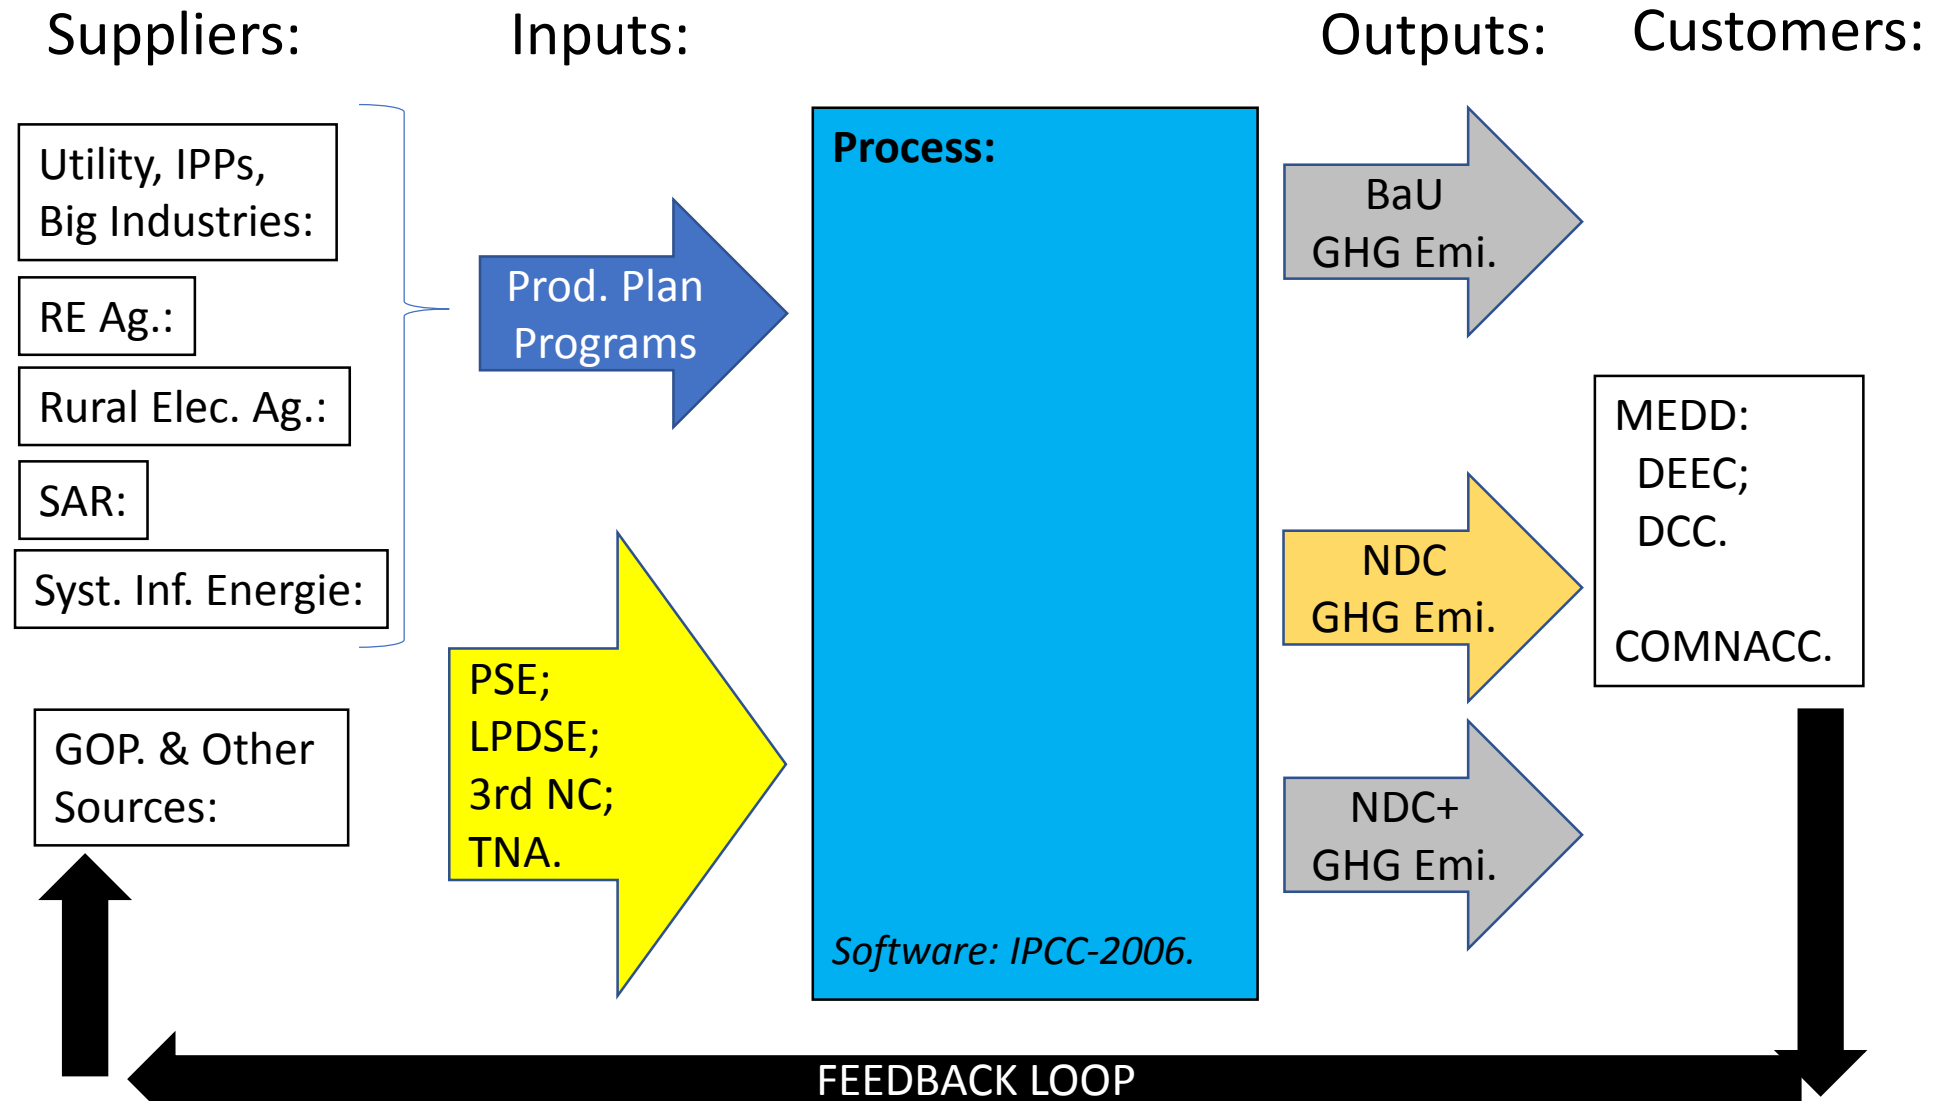 Suppliers:
Inputs:
Outputs:
Customers:
Utility, IPPs,
Big Industries:
RE Ag.:
Rural Elec. Ag.:
SAR:
Syst. Inf. Energie:
GOP. & Other
Sources:
Prod. Plan
Programs
PSE;
LPDSE;
3rd NC;
TNA.
Process:
Software: IPCC-2006.
BaU
GHG Emi.
NDC
GHG Emi.
NDC+
GHG Emi.
MEDD:
DEEC;
DCC.
COMNACC.
FEEDBACK LOOP